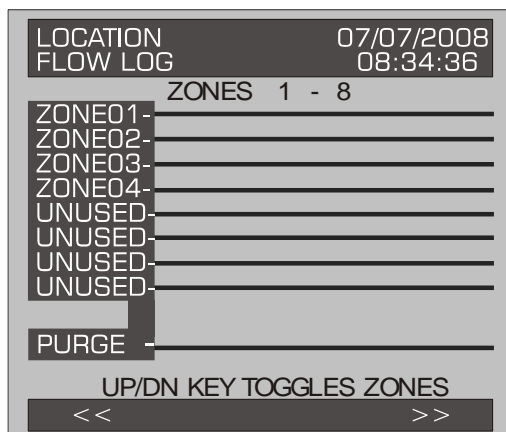 LOCATION 07/07/2008
FLOW LOG 08:34:36
ZONES 1 - 8
ZONE01-
ZONE02-
ZONE03-
ZONE04-
UNUSED-
UNUSED-
UNUSED-
UNUSED-
PURGE -
UP/DN KEY TOGGLES ZONES
<< >>